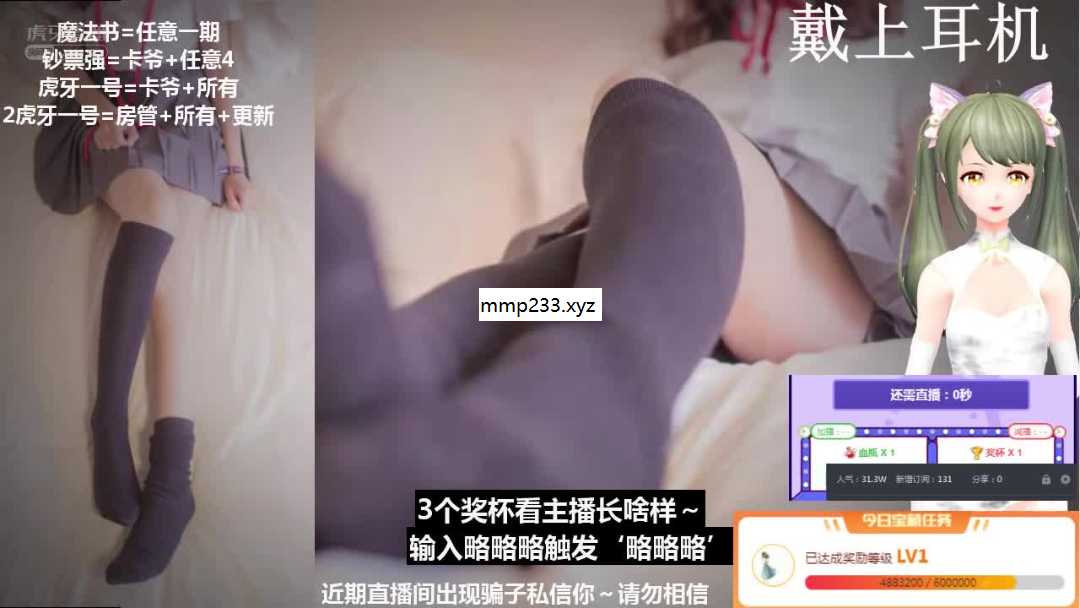 魔法书=任意一期
钞票强=卡爷+任意4
虎牙一号=卡爷+所有
2虎牙一号=房管+所有+更新
戴上耳机
mmp233.xyz
还需直播：0秒
血瓶 X 1
奖杯 X 1
人气：31.3W 新增订阅：131 分享：0
3个奖杯看主播长啥样～
输入略略略触发‘略略略’
今日宝藏任务
已达成奖励等级 LV1
4883200 / 6000000
近期直播间出现骗子私信你～请勿相信